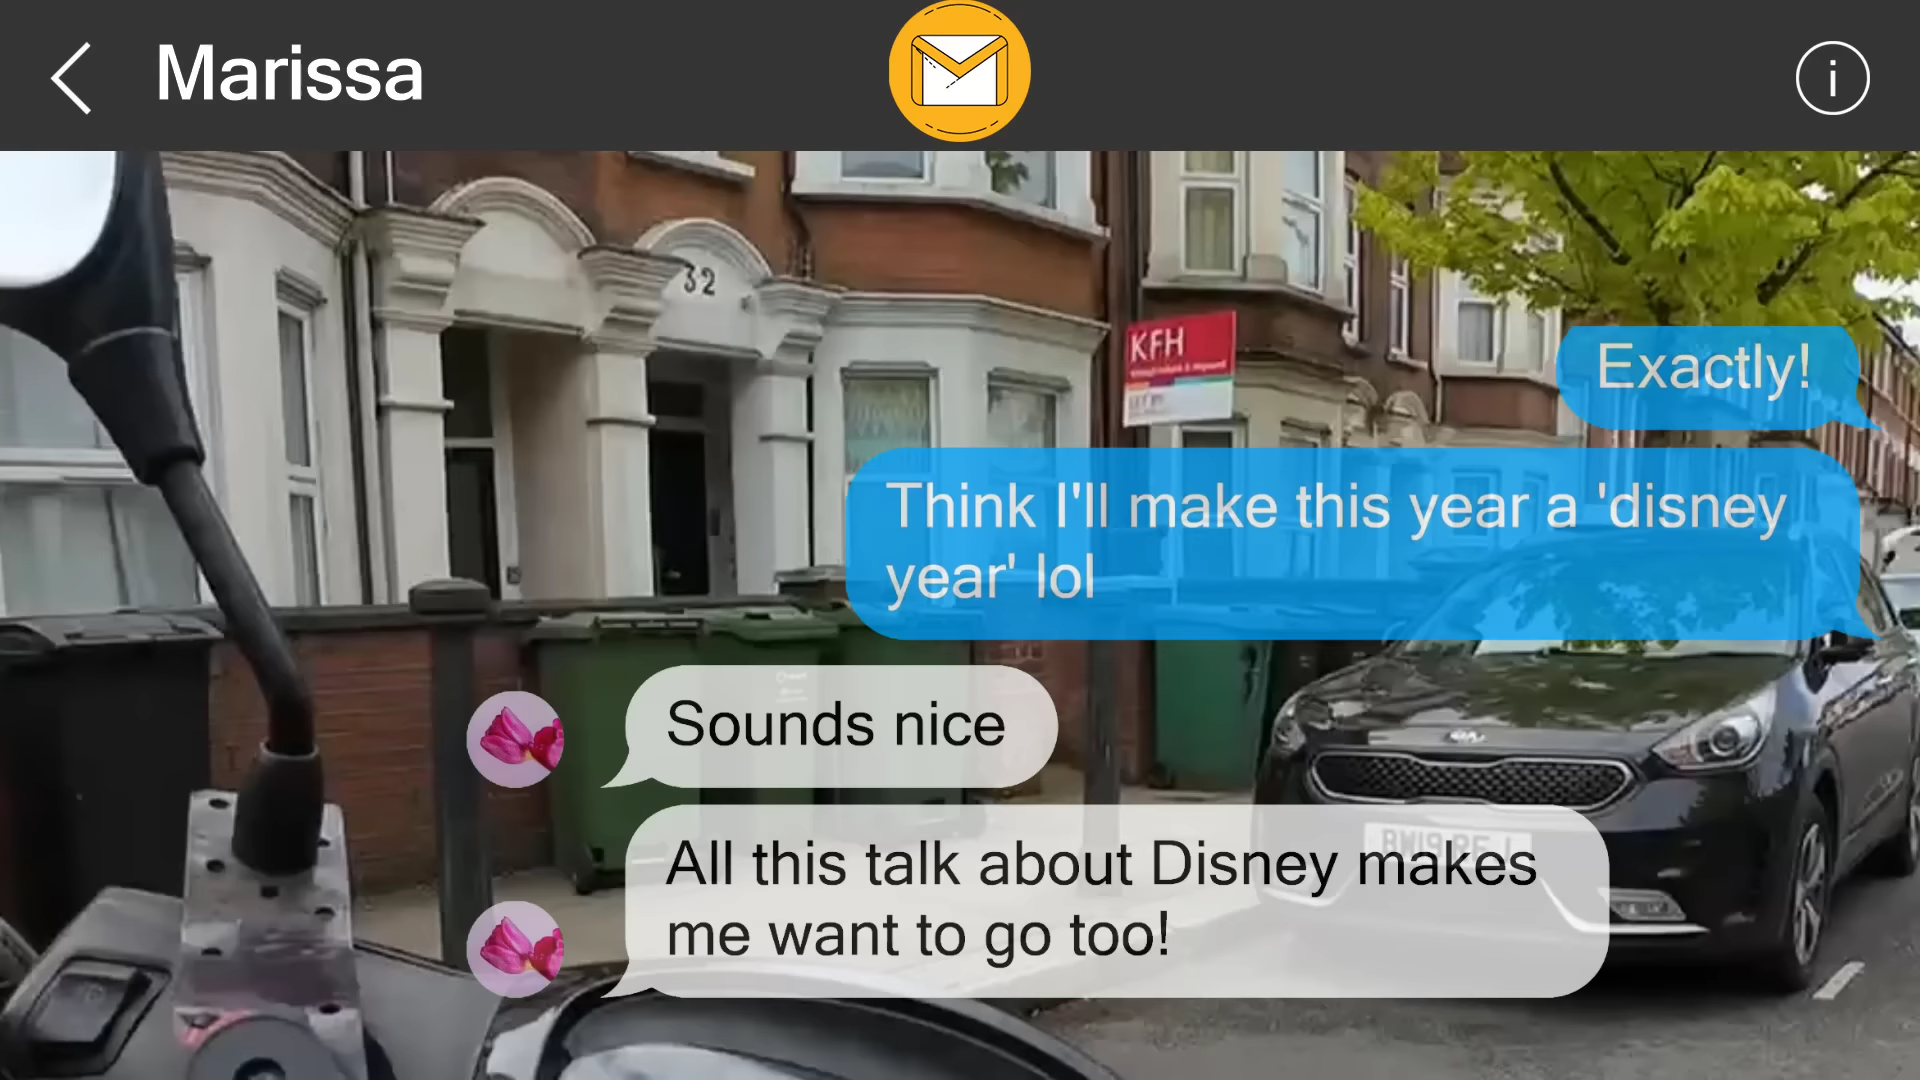 Marissa
i
32
KFH
Exactly!
Think I'll make this year a 'disney
year' lol
Sounds nice
All this talk about Disney makes
me want to go too!